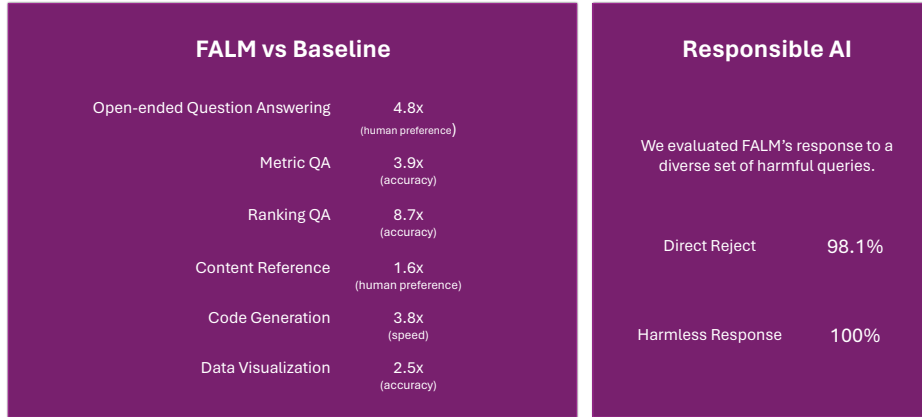 FALM vs Baseline
Open-ended Question Answering 4.8x
(human preference)
Metric QA 3.9x
(accuracy)
Ranking QA 8.7x
(accuracy)
Content Reference 1.6x
(human preference)
Code Generation 3.8x
(speed)
Data Visualization 2.5x
(accuracy)
Responsible AI
We evaluated FALM's response to a
diverse set of harmful queries.
Direct Reject 98.1%
Harmless Response 100%